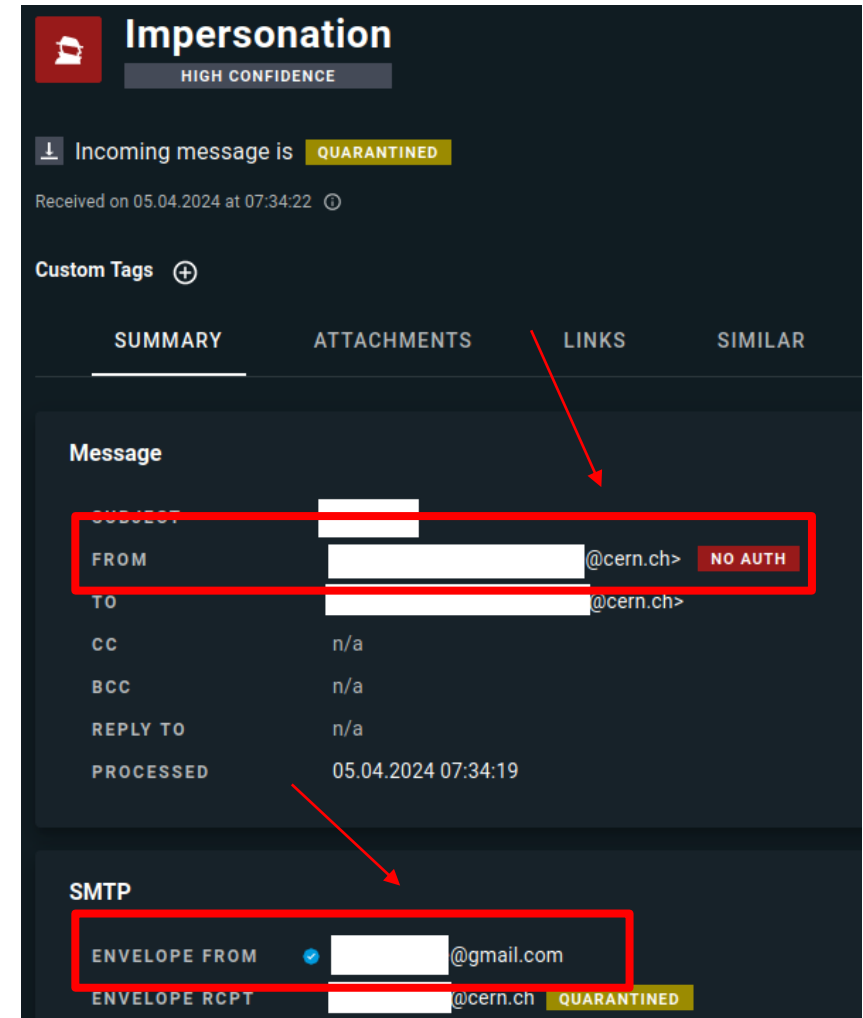 Impersonation
HIGH CONFIDENCE
Incoming message is QUARANTINED
Received on 05.04.2024 at 07:34:22
Custom Tags
SUMMARY ATTACHMENTS LINKS SIMILAR
Message
SUBJECT
FROM @cern.ch> NO AUTH
TO @cern.ch>
CC n/a
BCC n/a
REPLY TO n/a
PROCESSED 05.04.2024 07:34:19
SMTP
ENVELOPE FROM @gmail.com
ENVELOPE RCPT @cern.ch QUARANTINED